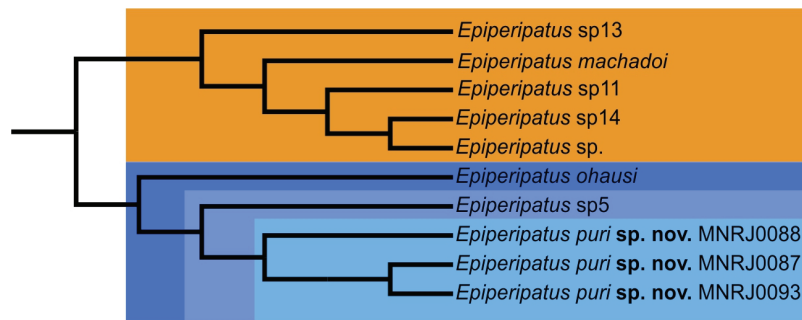 Epiperipatus sp13
Epiperipatus machadoi
Epiperipatus sp11
Epiperipatus sp14
Epiperipatus sp.
Epiperipatus ohausi
Epiperipatus sp5
Epiperipatus puri sp. nov. MNRJ0088
Epiperipatus puri sp. nov. MNRJ0087
Epiperipatus puri sp. nov. MNRJ0093